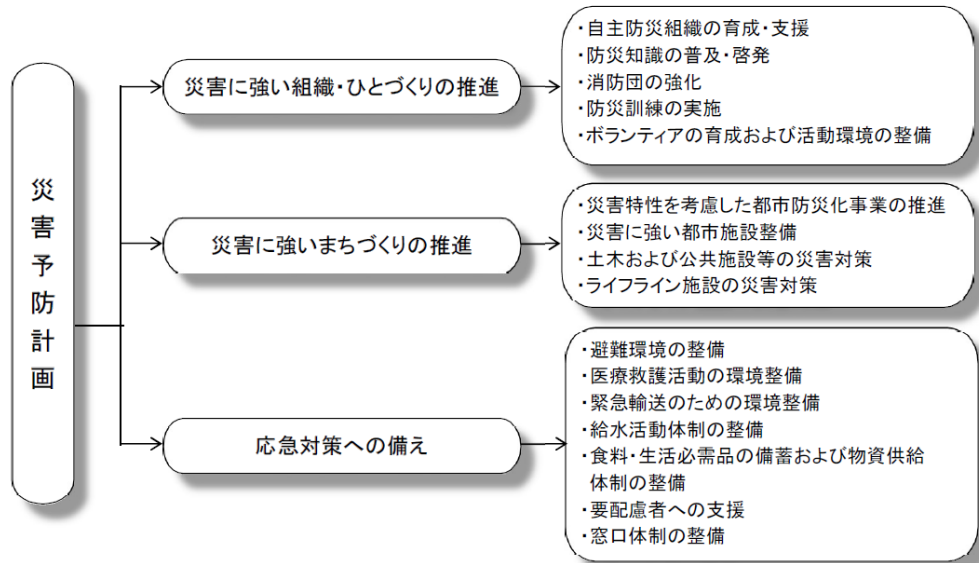 災害予防計画
災害に強い組織・ひとづくりの推進
・自主防災組織の育成・支援
・防災知識の普及・啓発
・消防団の強化
・防災訓練の実施
・ボランティアの育成および活動環境の整備
災害に強いまちづくりの推進
・災害特性を考慮した都市防災化事業の推進
・災害に強い都市施設整備
・土木および公共施設等の災害対策
・ライフライン施設の災害対策
応急対策への備え
・避難環境の整備
・医療救護活動の環境整備
・緊急輸送のための環境整備
・給水活動体制の整備
・食料・生活必需品の備蓄および物資供給
体制の整備
・要配慮者への支援
・窓口体制の整備